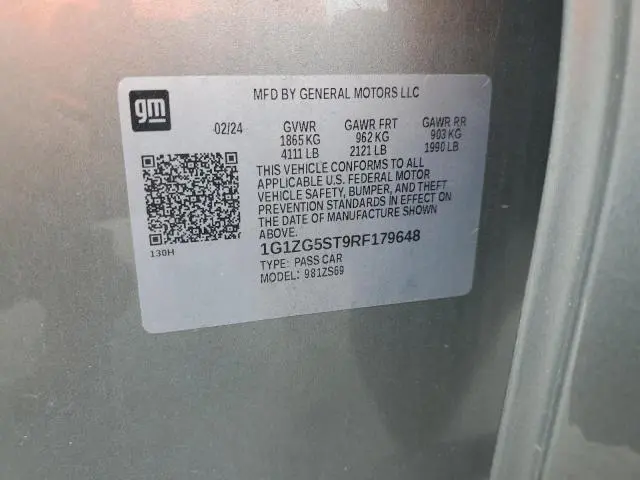 MFD BY GENERAL MOTORS LLC
gm
02/24 GVWR GAWR FRT GAWR RR
1865 KG 962 KG 903 KG
4111 LB 2121 LB 1990 LB
THIS VEHICLE CONFORMS TO ALL
APPLICABLE U.S. FEDERAL MOTOR
VEHICLE SAFETY, BUMPER, AND THEFT
PREVENTION STANDARDS IN EFFECT ON
THE DATE OF MANUFACTURE SHOWN
ABOVE.
130H
1G1ZG5ST9RF179648
TYPE: PASS CAR
MODEL: 981ZS69